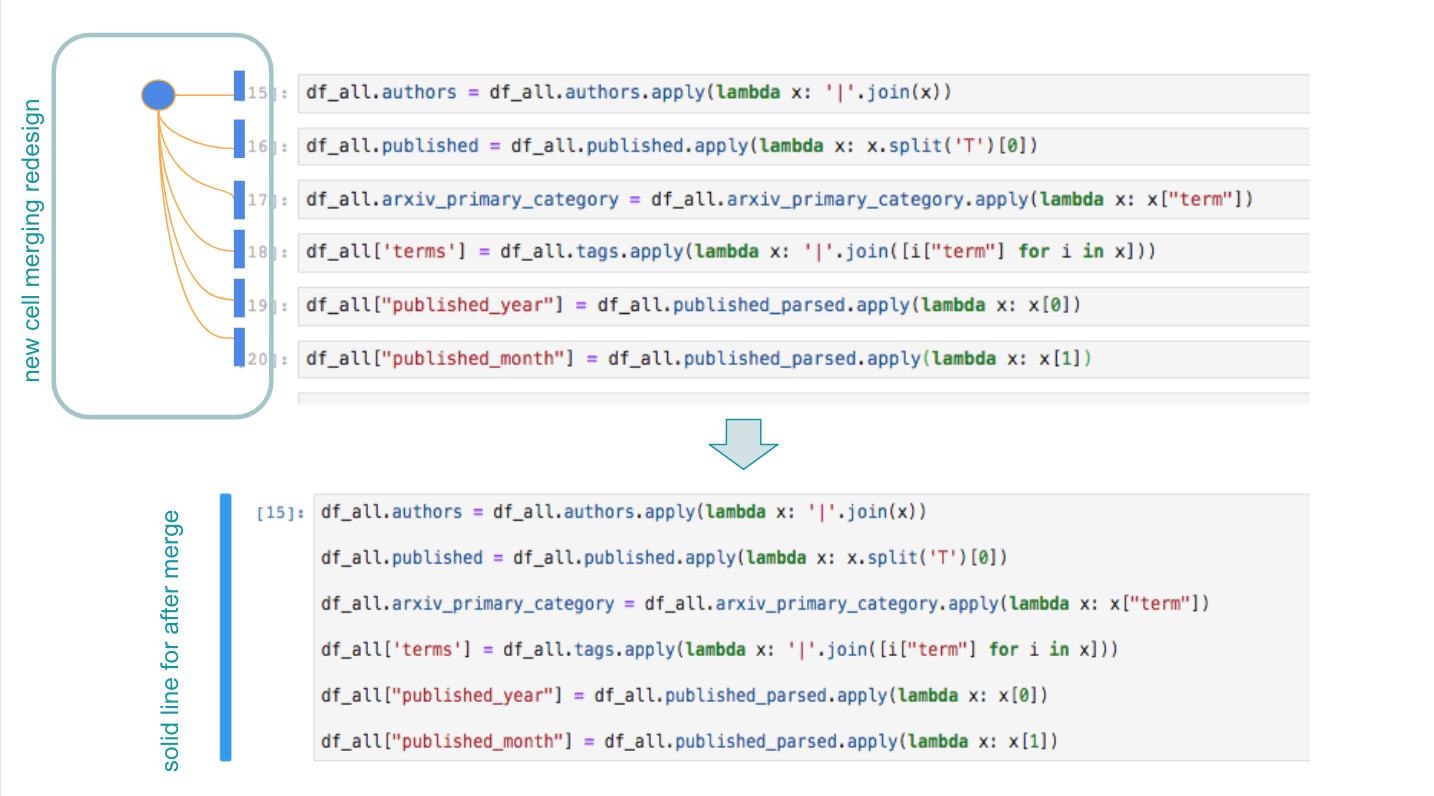 new cell merging redesign
15]: df_all.authors = df_all.authors.apply(lambda x: '|'.join(x))
16]: df_all.published = df_all.published.apply(lambda x: x.split('T')[0])
17]: df_all.arxiv_primary_category = df_all.arxiv_primary_category.apply(lambda x: x["term"])
18]: df_all['terms'] = df_all.tags.apply(lambda x: '|'.join([i["term"] for i in x]))
19]: df_all["published_year"] = df_all.published_parsed.apply(lambda x: x[0])
20]: df_all["published_month"] = df_all.published_parsed.apply(lambda x: x[1])
solid line for after merge
[15]: df_all.authors = df_all.authors.apply(lambda x: '|'.join(x))
df_all.published = df_all.published.apply(lambda x: x.split('T')[0])
df_all.arxiv_primary_category = df_all.arxiv_primary_category.apply(lambda x: x["term"])
df_all['terms'] = df_all.tags.apply(lambda x: '|'.join([i["term"] for i in x]))
df_all["published_year"] = df_all.published_parsed.apply(lambda x: x[0])
df_all["published_month"] = df_all.published_parsed.apply(lambda x: x[1])